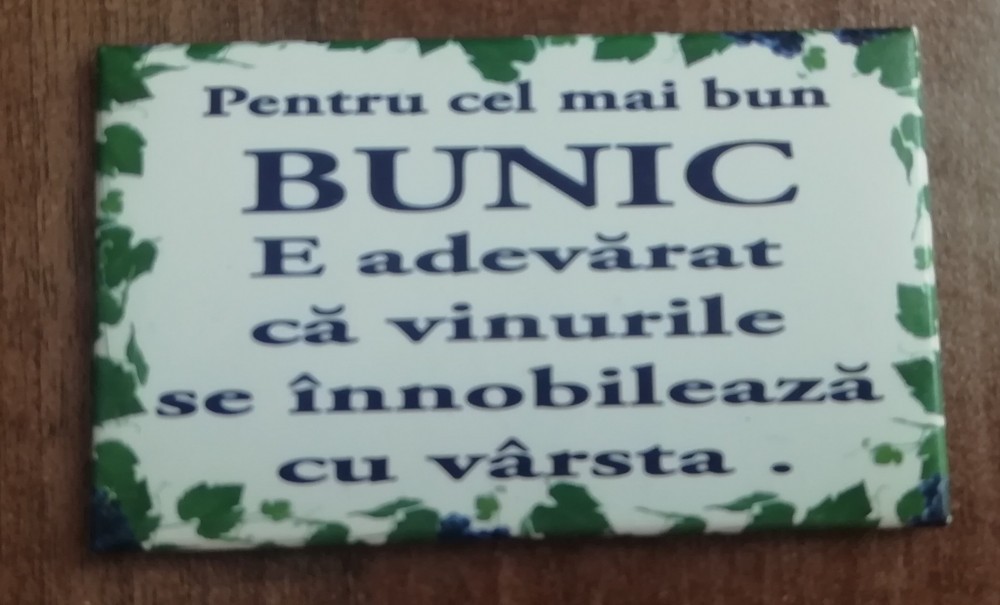 Pentru cel mai bun
BUNIC
E adevărat
că vinurile
se înnobilează
cu vârsta .